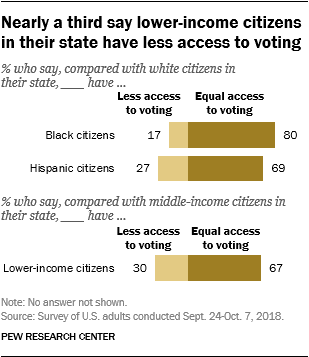 Nearly a third say lower-income citizens
in their state have less access to voting
% who say, compared with white citizens in
their state, ___ have ...
Less access
to voting
Equal access
to voting
Black citizens 17 80
Hispanic citizens 27 69
% who say, compared with middle-income citizens in
their state, ___ have ...
Less access
to voting
Equal access
to voting
Lower-income citizens 30 67
Note: No answer not shown.
Source: Survey of U.S. adults conducted Sept. 24-Oct. 7, 2018.
PEW RESEARCH CENTER